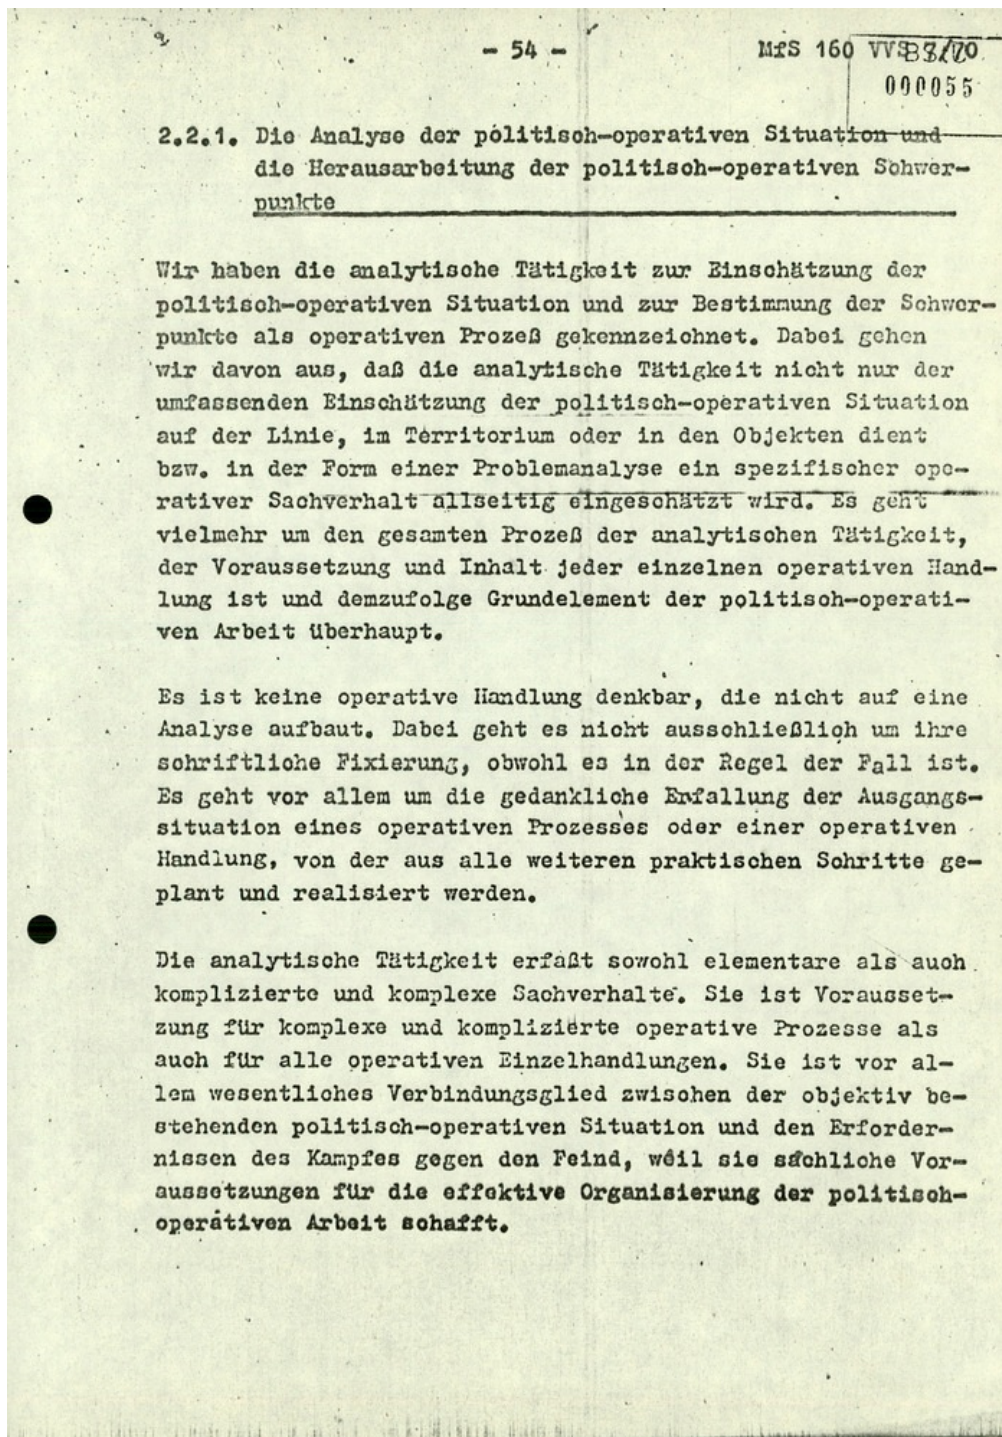 - 54 -
MfS 160 VVS 83/70
000055
2.2.1. Die Analyse der politisch-operativen Situation und
die Herausarbeitung der politisch-operativen Schwer-
punkte
Wir haben die analytische Tätigkeit zur Einschätzung der
politisch-operativen Situation und zur Bestimmung der Schwer-
punkte als operativen Prozeß gekennzeichnet. Dabei gehen
wir davon aus, daß die analytische Tätigkeit nicht nur der
umfassenden Einschätzung der politisch-operativen Situation
auf der Linie, im Territorium oder in den Objekten dient
bzw. in der Form einer Problemanalyse ein spezifischer ope-
rativer Sachverhalt allseitig eingeschätzt wird. Es geht
vielmehr um den gesamten Prozeß der analytischen Tätigkeit,
der Voraussetzung und Inhalt jeder einzelnen operativen Hand-
lung ist und demzufolge Grundelement der politisch-operati-
ven Arbeit überhaupt.
Es ist keine operative Handlung denkbar, die nicht auf eine
Analyse aufbaut. Dabei geht es nicht ausschließlich um ihre
schriftliche Fixierung, obwohl es in der Regel der Fall ist.
Es geht vor allem um die gedankliche Erfallung der Ausgangs-
situation eines operativen Prozesses oder einer operativen
Handlung, von der aus alle weiteren praktischen Schritte ge-
plant und realisiert werden.
Die analytische Tätigkeit erfaßt sowohl elementare als auch
komplizierte und komplexe Sachverhalte. Sie ist Vorausset-
zung für komplexe und komplizierte operative Prozesse als
auch für alle operativen Einzelhandlungen. Sie ist vor al-
lem wesentliches Verbindungsglied zwischen der objektiv be-
stehenden politisch-operativen Situation und den Erforder-
nissen des Kampfes gegen den Feind, weil sie sachliche Vor-
aussetzungen für die effektive Organisierung der politisch-
operativen Arbeit schafft.